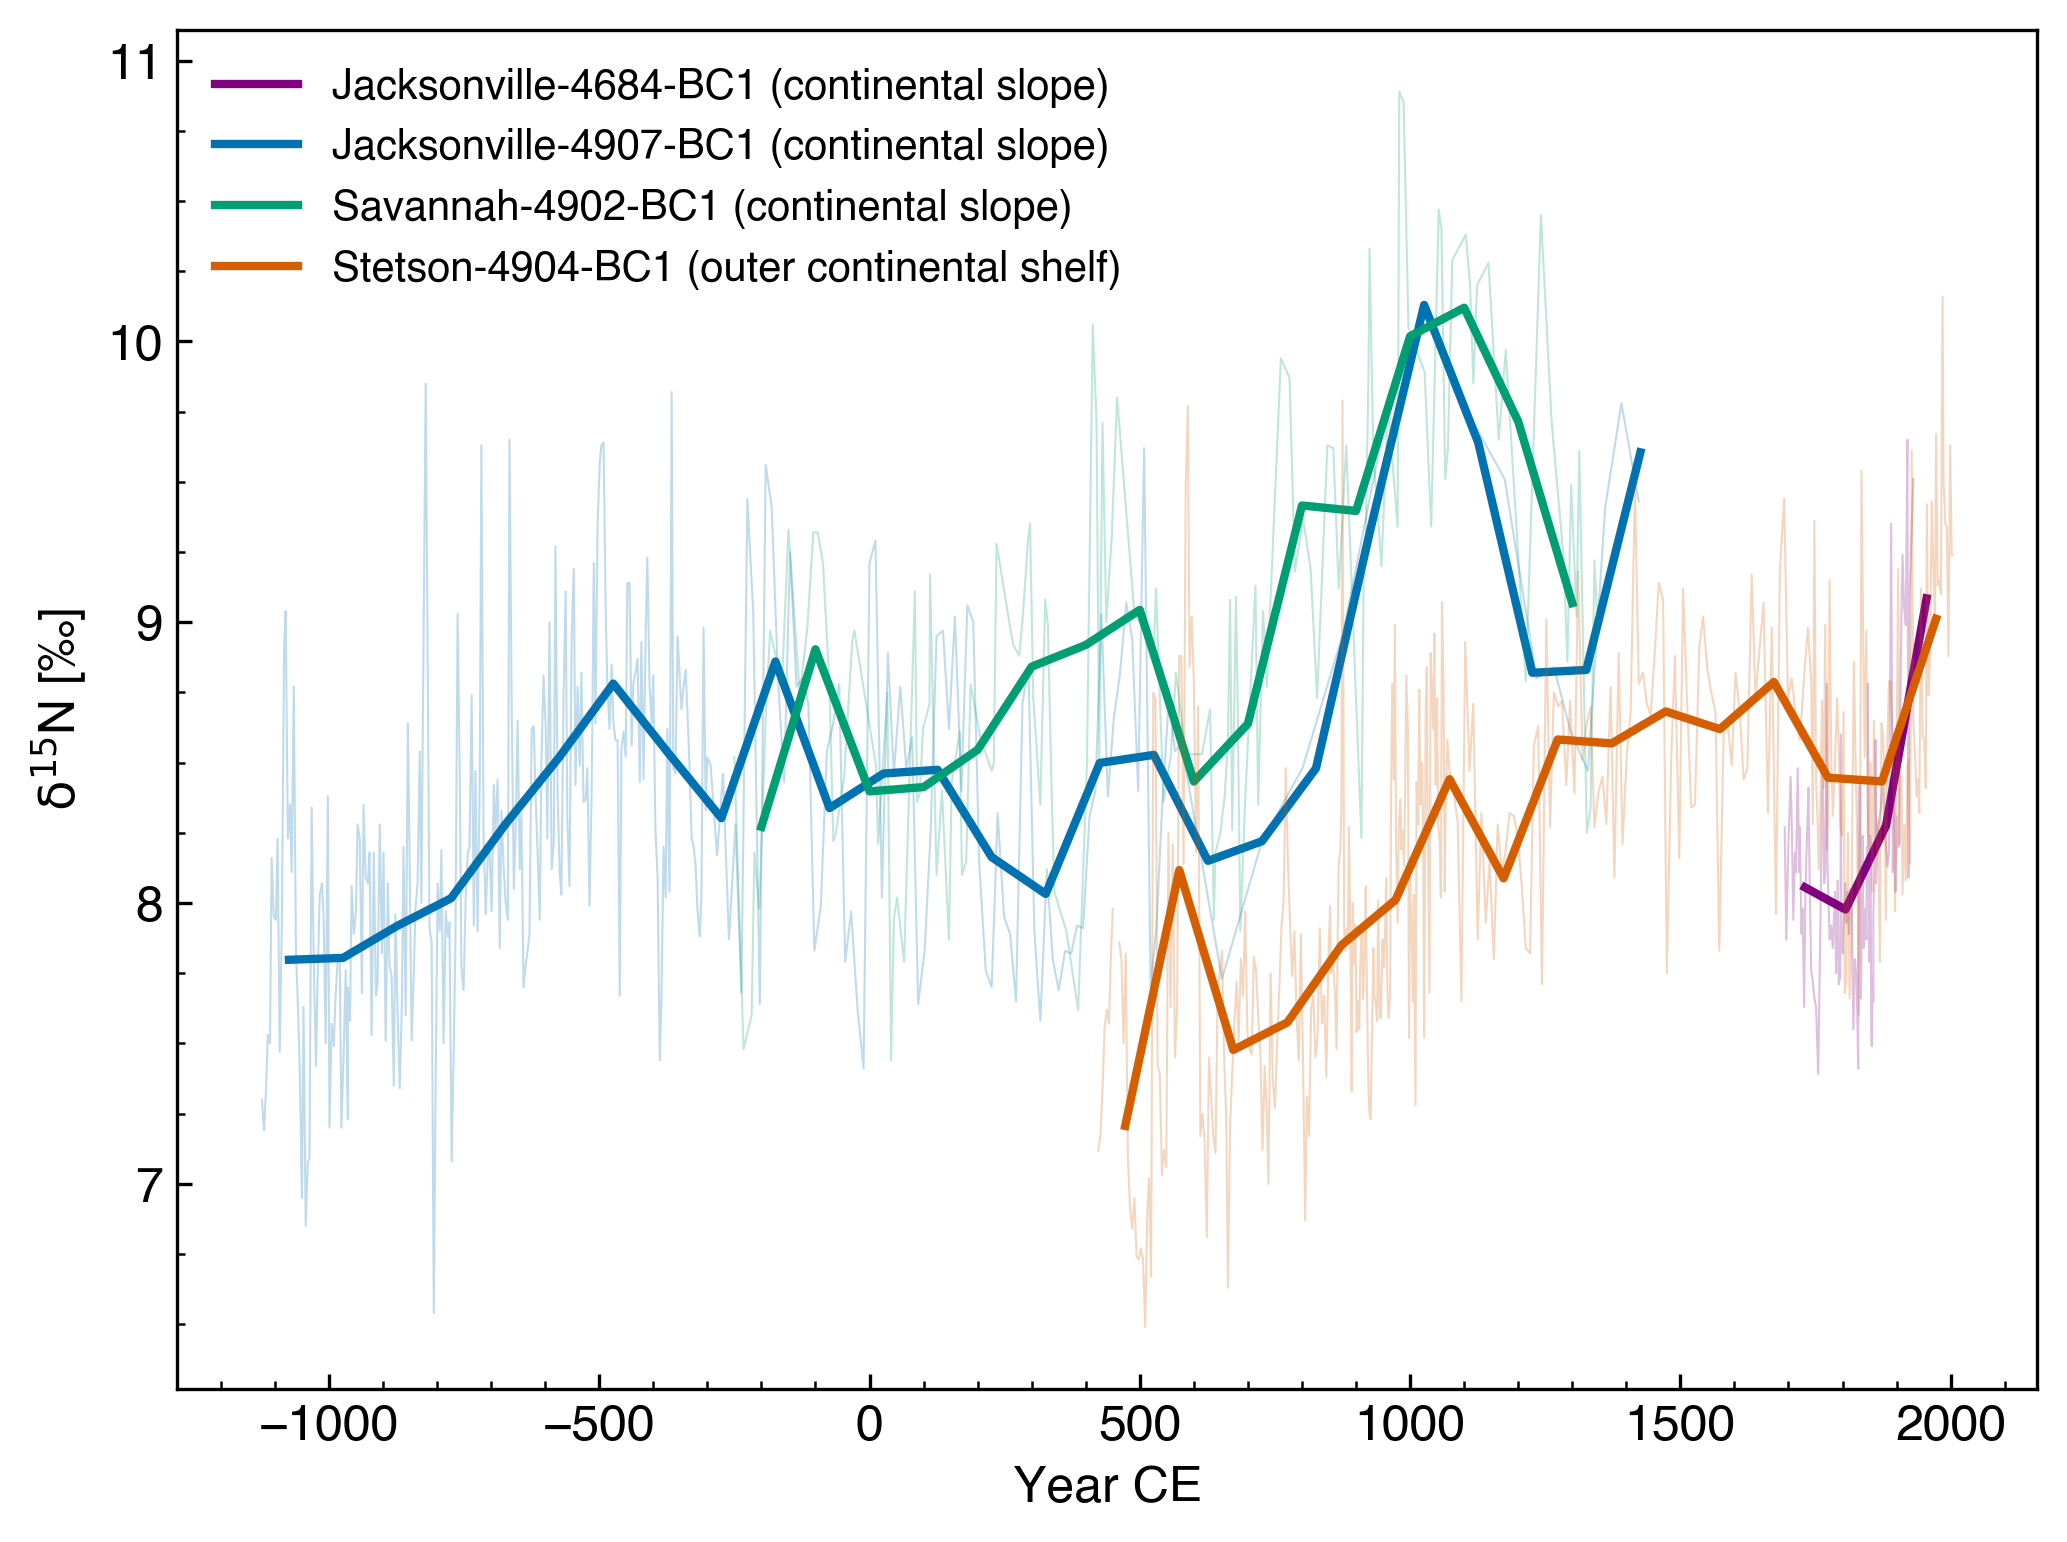 11
10
9
8
7
δ¹⁵N [‰]
Jacksonville-4684-BC1 (continental slope)
Jacksonville-4907-BC1 (continental slope)
Savannah-4902-BC1 (continental slope)
Stetson-4904-BC1 (outer continental shelf)
−1000 −500 0 500 1000 1500 2000
Year CE